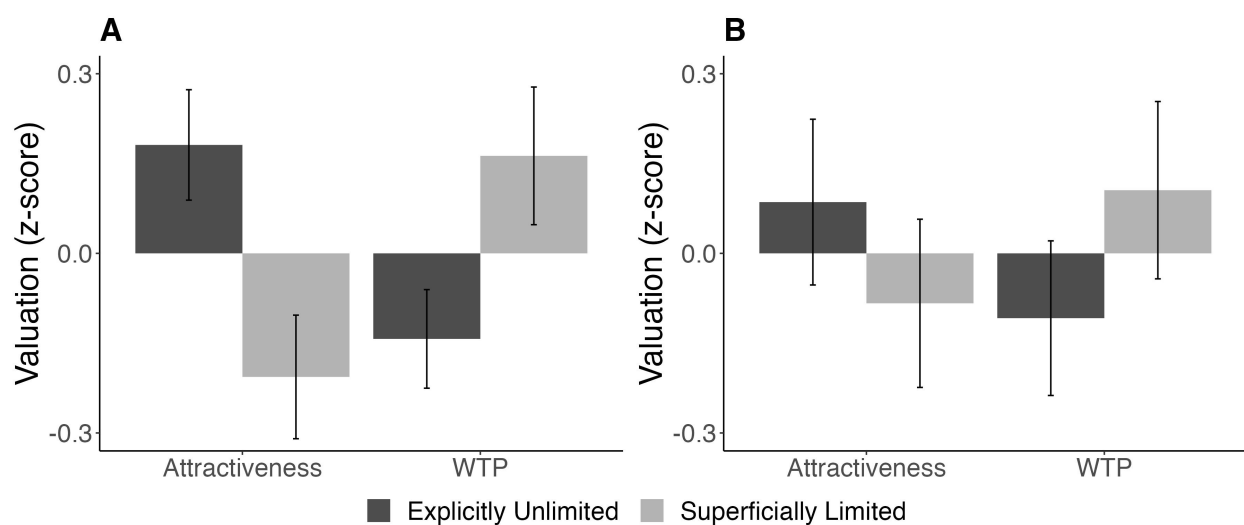 A
B
Valuation (z-score)
0.3
0.0
-0.3
Attractiveness
WTP
Valuation (z-score)
0.3
0.0
-0.3
Attractiveness
WTP
Explicitly Unlimited
Superficially Limited